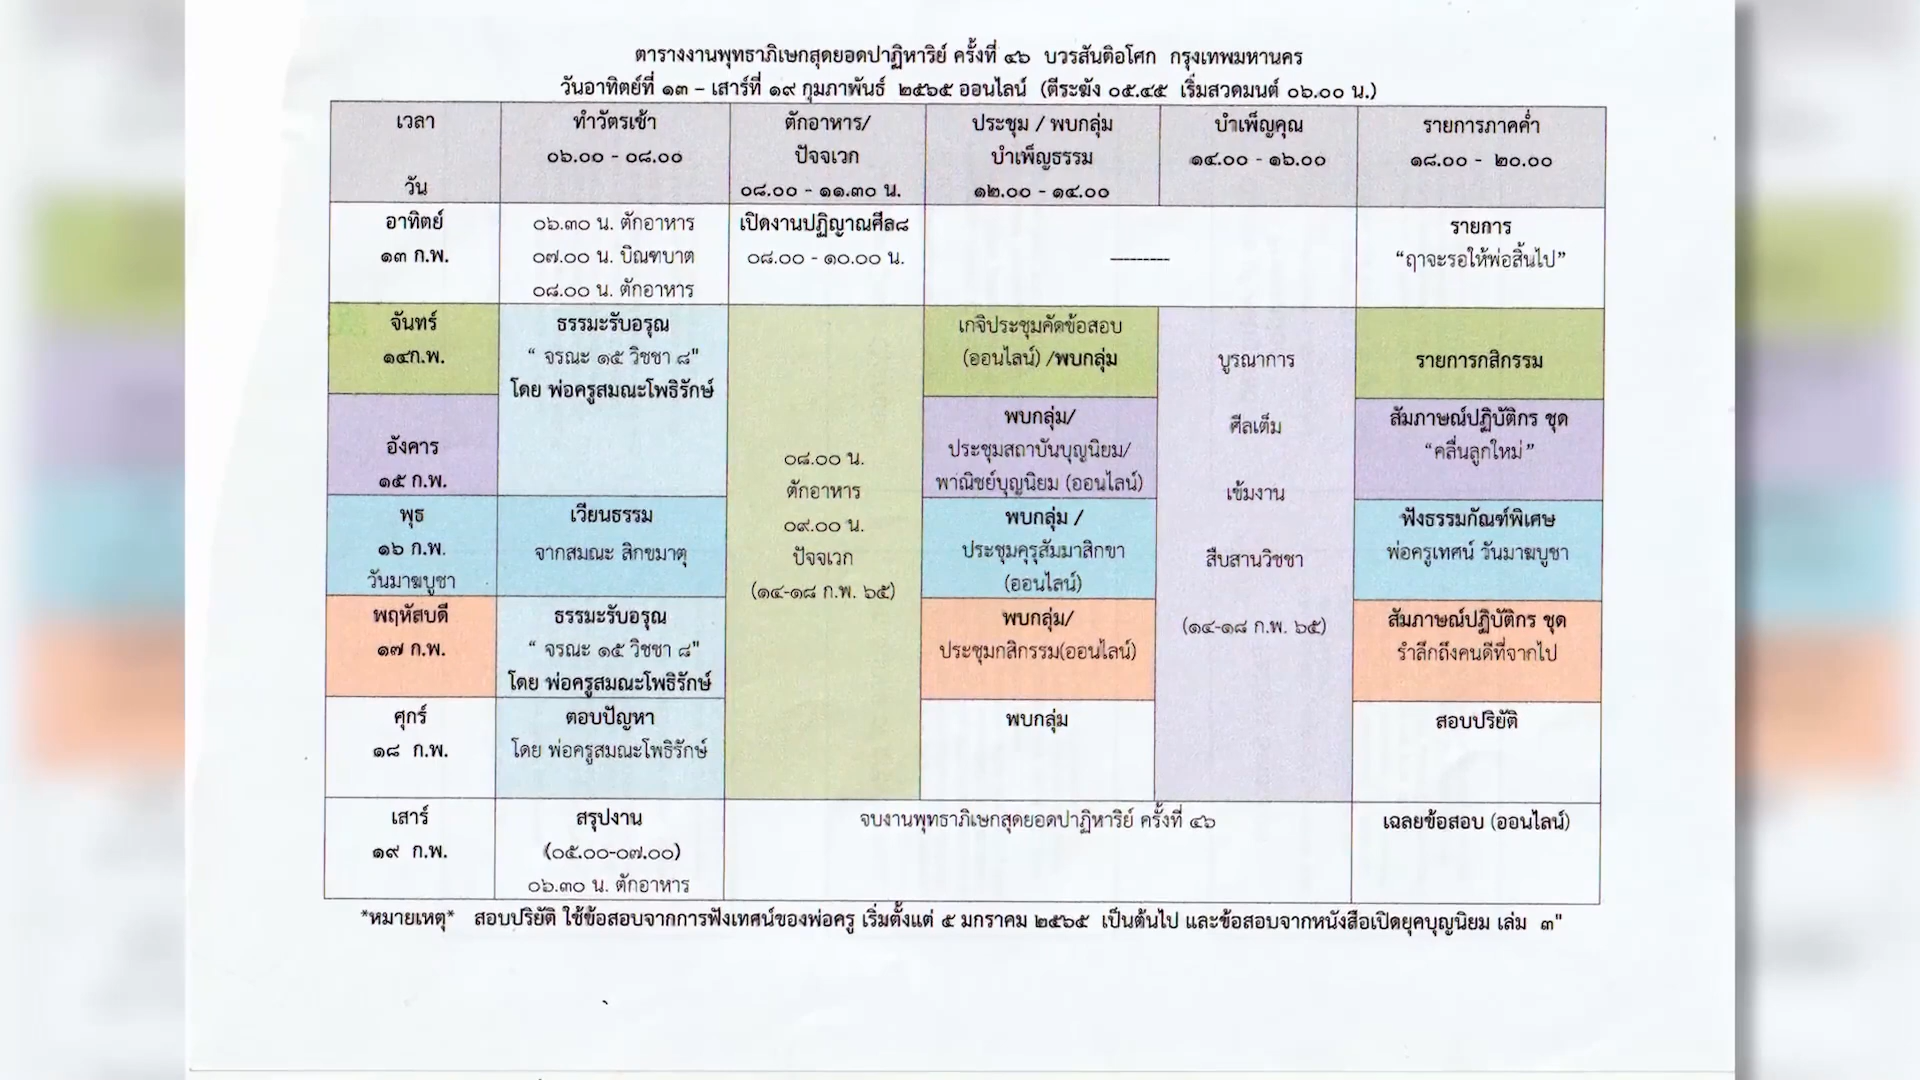 ตารางงานพุทธาภิเษกสุดยอดปาฏิหาริย์ ครั้งที่ ๔๖ บวรสันติอโศก กรุงเทพมหานคร
วันอาทิตย์ที่ ๑๓ – เสาร์ที่ ๑๙ กุมภาพันธ์ ๒๕๖๕ ออนไลน์ (ตีระฆัง ๐๕.๔๕ เริ่มสวดมนต์ ๐๖.๐๐ น.)
เวลา
วัน
ทำวัตรเช้า
๐๖.๐๐ - ๐๘.๐๐
ตักอาหาร/
ปัจจเวก
๐๘.๐๐ - ๑๑.๓๐ น.
ประชุม / พบกลุ่ม
บำเพ็ญธรรม
๑๒.๐๐ - ๑๔.๐๐
บำเพ็ญคุณ
๑๔.๐๐ - ๑๖.๐๐
รายการภาคค่ำ
๑๘.๐๐ - ๒๐.๐๐
อาทิตย์
๑๓ ก.พ.
๐๖.๓๐ น. ตักอาหาร
๐๗.๐๐ น. บิณฑบาต
๐๘.๐๐ น. ตักอาหาร
เปิดงานปฏิญาณศีล๘
๐๘.๐๐ - ๑๐.๐๐ น.
---------
รายการ
“ฤาจะรอให้พ่อสิ้นไป”
จันทร์
๑๔ก.พ.
ธรรมะรับอรุณ
“ จรณะ ๑๕ วิชชา ๘"
โดย พ่อครูสมณะโพธิรักษ์
๐๘.๐๐ น.
ตักอาหาร
๐๙.๐๐ น.
ปัจจเวก
(๑๔-๑๘ ก.พ. ๖๕)
เกจิประชุมคัดข้อสอบ
(ออนไลน์) /พบกลุ่ม
บูรณาการ
ศีลเต็ม
เข้มงาน
สืบสานวิชชา
(๑๔-๑๘ ก.พ. ๖๕)
รายการกสิกรรม
อังคาร
๑๕ ก.พ.
พบกลุ่ม/
ประชุมสถาบันบุญนิยม/
พาณิชย์บุญนิยม (ออนไลน์)
สัมภาษณ์ปฏิบัติกร ชุด
“คลื่นลูกใหม่”
พุธ
๑๖ ก.พ.
วันมาฆบูชา
เวียนธรรม
จากสมณะ สิกขมาตุ
พบกลุ่ม /
ประชุมคุรุสัมมาสิกขา
(ออนไลน์)
ฟังธรรมกัณฑ์พิเศษ
พ่อครูเทศน์ วันมาฆบูชา
พฤหัสบดี
๑๗ ก.พ.
ธรรมะรับอรุณ
“ จรณะ ๑๕ วิชชา ๘"
โดย พ่อครูสมณะโพธิรักษ์
พบกลุ่ม/
ประชุมกสิกรรม(ออนไลน์)
สัมภาษณ์ปฏิบัติกร ชุด
รำลึกถึงคนดีที่จากไป
ศุกร์
๑๘ ก.พ.
ตอบปัญหา
โดย พ่อครูสมณะโพธิรักษ์
พบกลุ่ม
สอบปริยัติ
เสาร์
๑๙ ก.พ.
สรุปงาน
(๐๕.๐๐-๐๗.๐๐)
๐๖.๓๐ น. ตักอาหาร
จบงานพุทธาภิเษกสุดยอดปาฏิหาริย์ ครั้งที่ ๔๖
เฉลยข้อสอบ (ออนไลน์)
*หมายเหตุ* สอบปริยัติ ใช้ข้อสอบจากการฟังเทศน์ของพ่อครู เริ่มตั้งแต่ ๕ มกราคม ๒๕๖๕ เป็นต้นไป และข้อสอบจากหนังสือเปิดยุคบุญนิยม เล่ม ๓"